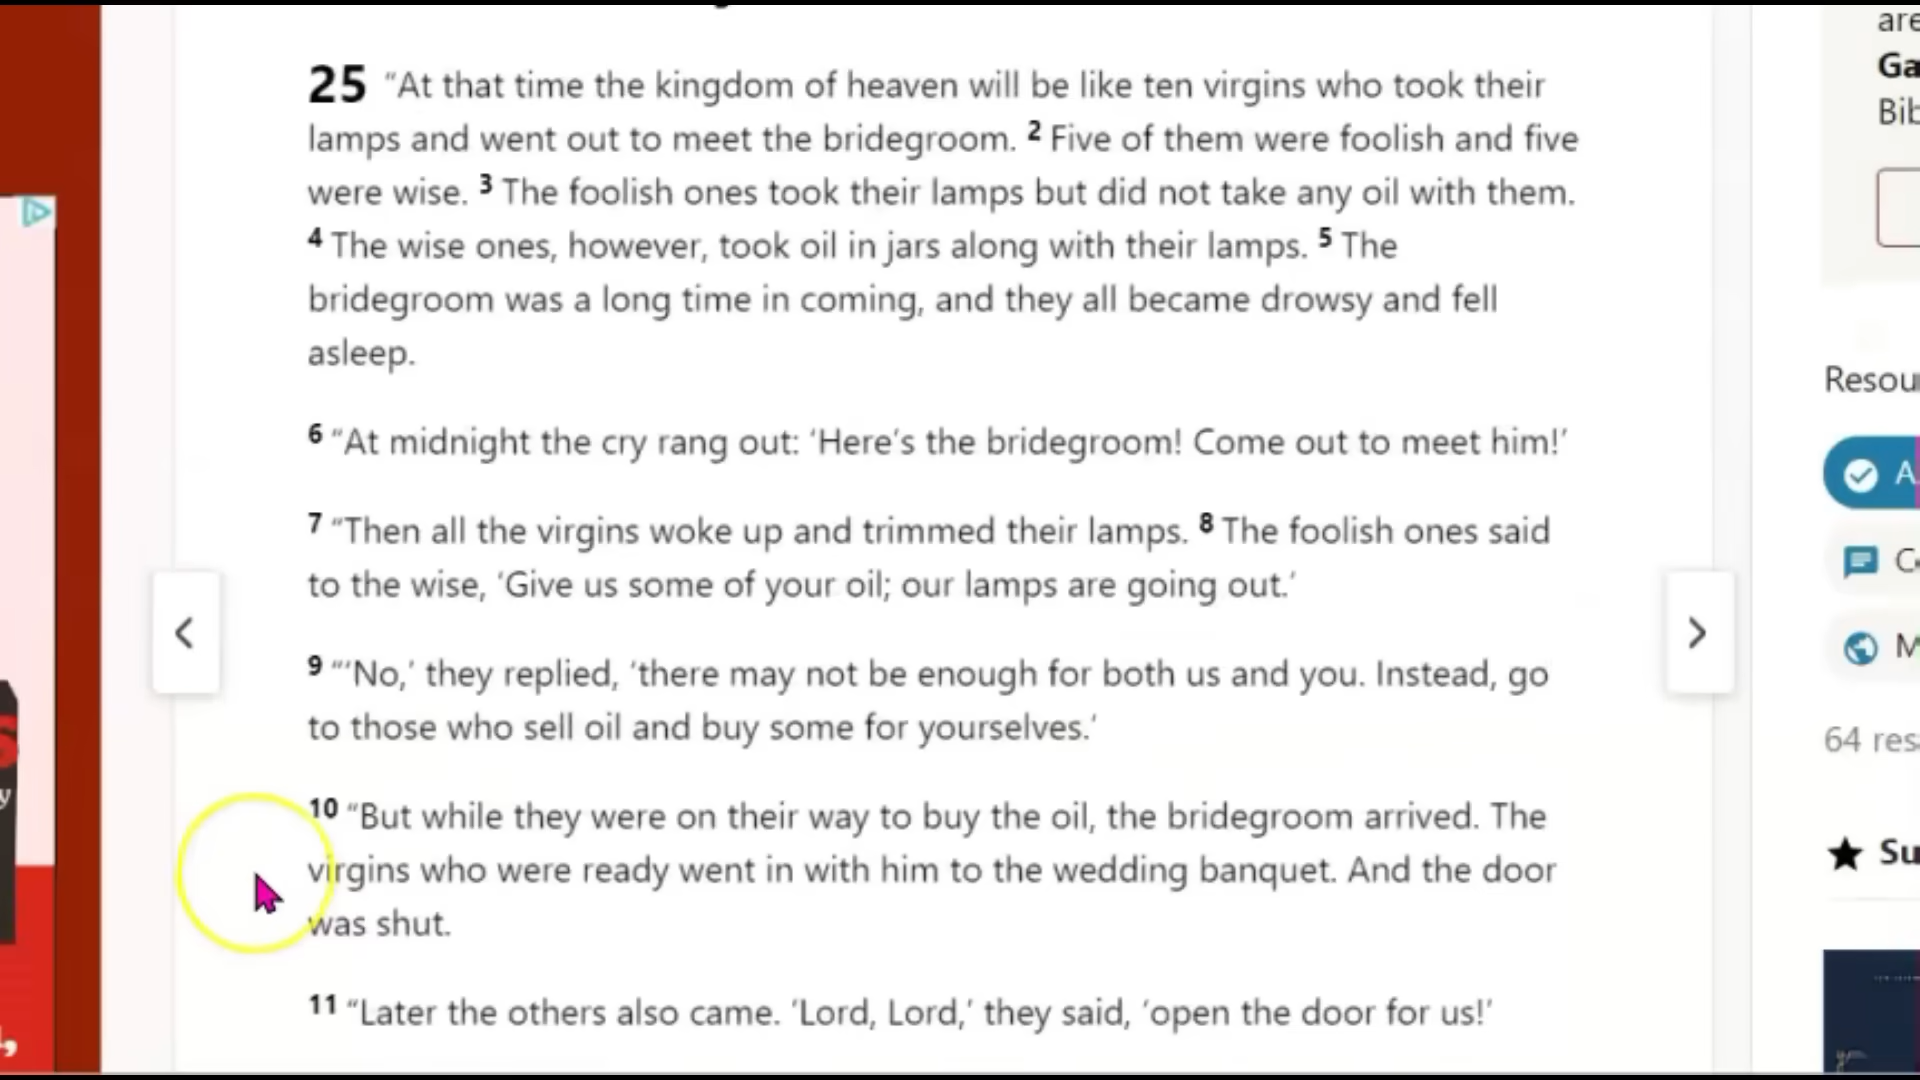 25 “At that time the kingdom of heaven will be like ten virgins who took their
lamps and went out to meet the bridegroom. 2 Five of them were foolish and five
were wise. 3 The foolish ones took their lamps but did not take any oil with them.
4 The wise ones, however, took oil in jars along with their lamps. 5 The
bridegroom was a long time in coming, and they all became drowsy and fell
asleep.
6 “At midnight the cry rang out: ‘Here’s the bridegroom! Come out to meet him!’
7 “Then all the virgins woke up and trimmed their lamps. 8 The foolish ones said
to the wise, ‘Give us some of your oil; our lamps are going out.’
9 “‘No,’ they replied, ‘there may not be enough for both us and you. Instead, go
to those who sell oil and buy some for yourselves.’
10 “But while they were on their way to buy the oil, the bridegroom arrived. The
virgins who were ready went in with him to the wedding banquet. And the door
was shut.
11 “Later the others also came. ‘Lord, Lord,’ they said, ‘open the door for us!’
are
Ga
Bib
Resou
A
C
M
64 res
Su